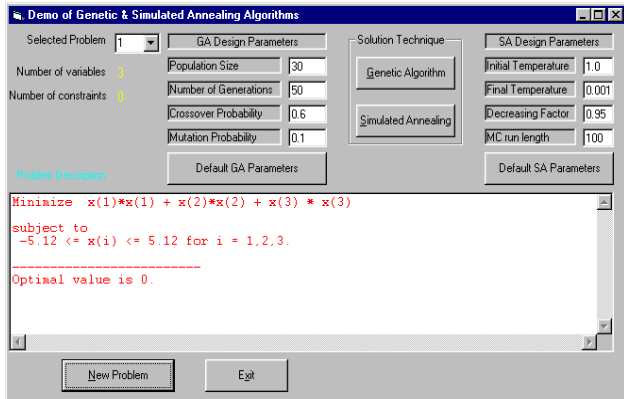 Demo of Genetic & Simulated Annealing Algorithms
Selected Problem 1
Number of variables 3
Number of constraints 0
Problem Description
GA Design Parameters
Population Size 30
Number of Generations 50
Crossover Probability 0.6
Mutation Probability 0.1
Default GA Parameters
Solution Technique
Genetic Algorithm
Simulated Annealing
SA Design Parameters
Initial Temperature 1.0
Final Temperature 0.001
Decreasing Factor 0.95
MC run length 100
Default SA Parameters
Minimize x(1)*x(1) + x(2)*x(2) + x(3) * x(3)
subject to
-5.12 <= x(i) <= 5.12 for i = 1,2,3.
--------------------------
Optimal value is 0.
New Problem
Exit